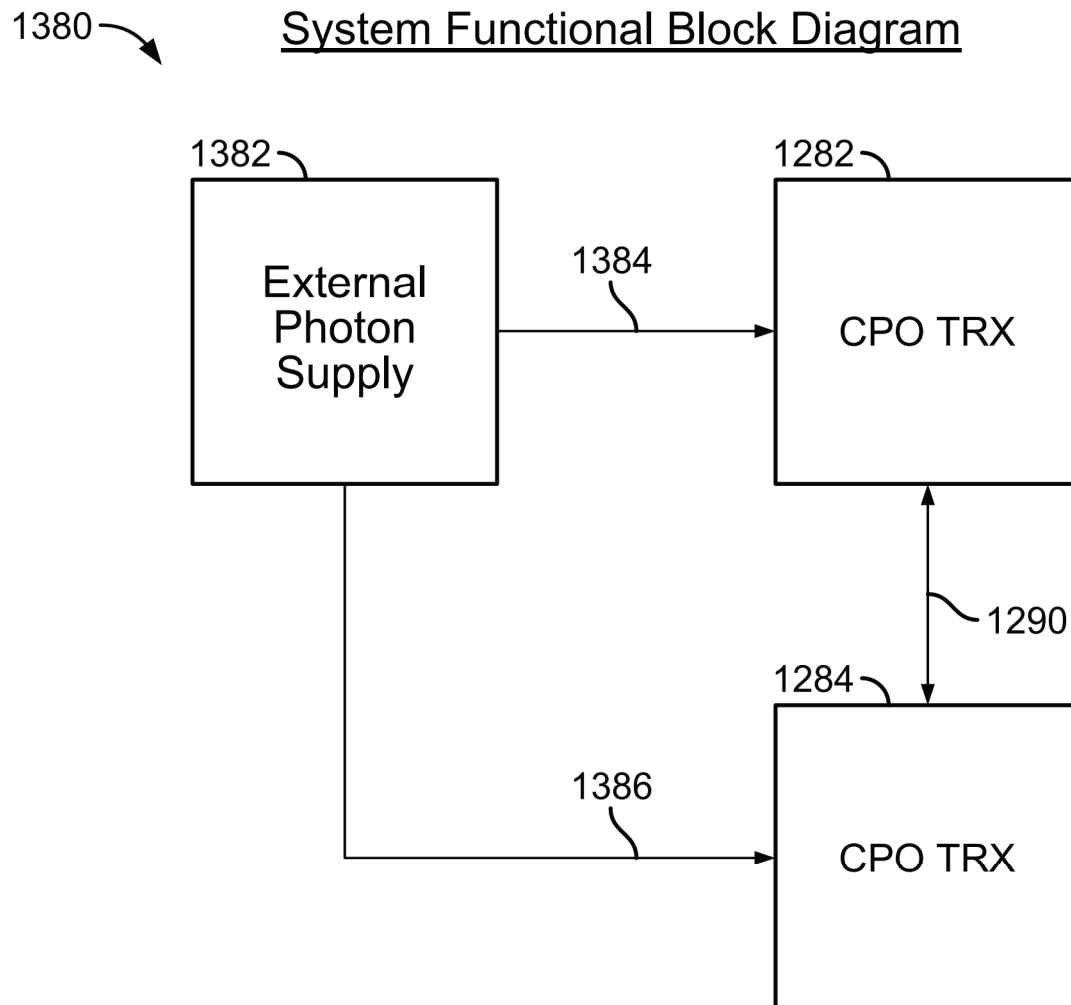 1380
System Functional Block Diagram
1382
1282
External
Photon
Supply
1384
CPO TRX
1290
1284
1386
CPO TRX